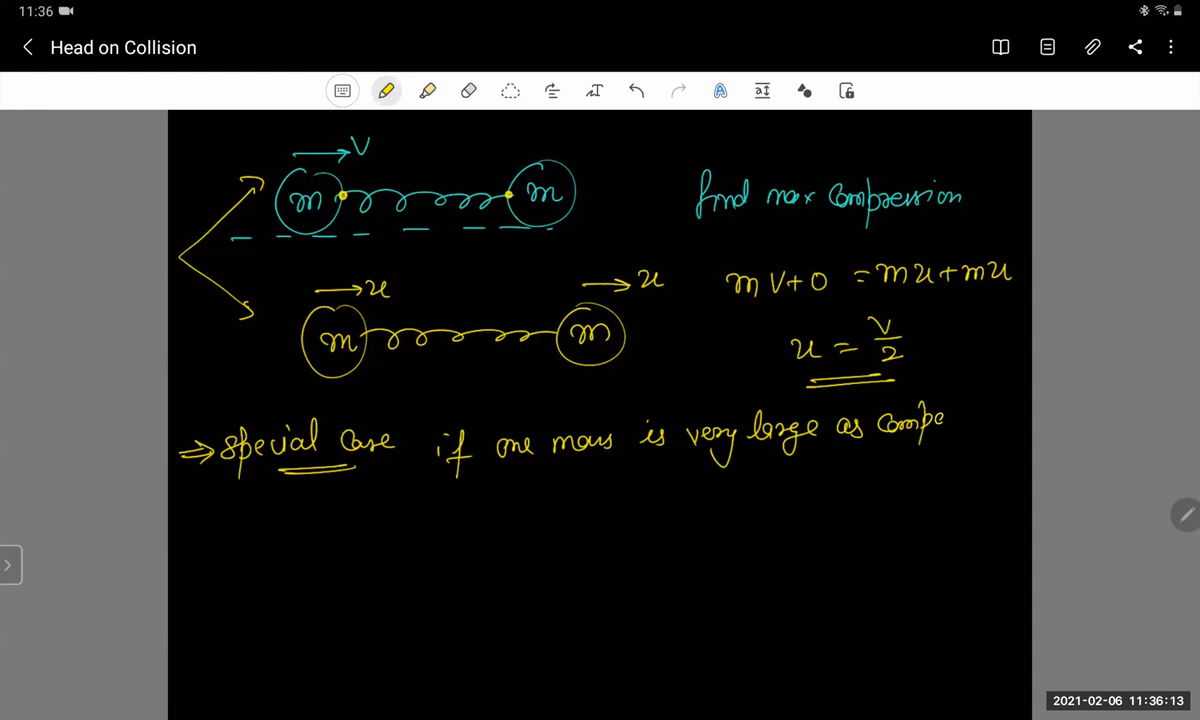 11:36
Head on Collision
V
m m
find max compression
u u
m m
mV+0 = mu+mu
u = V/2
⇒ special case if one mass is very large as compe
2021-02-06 11:36:13